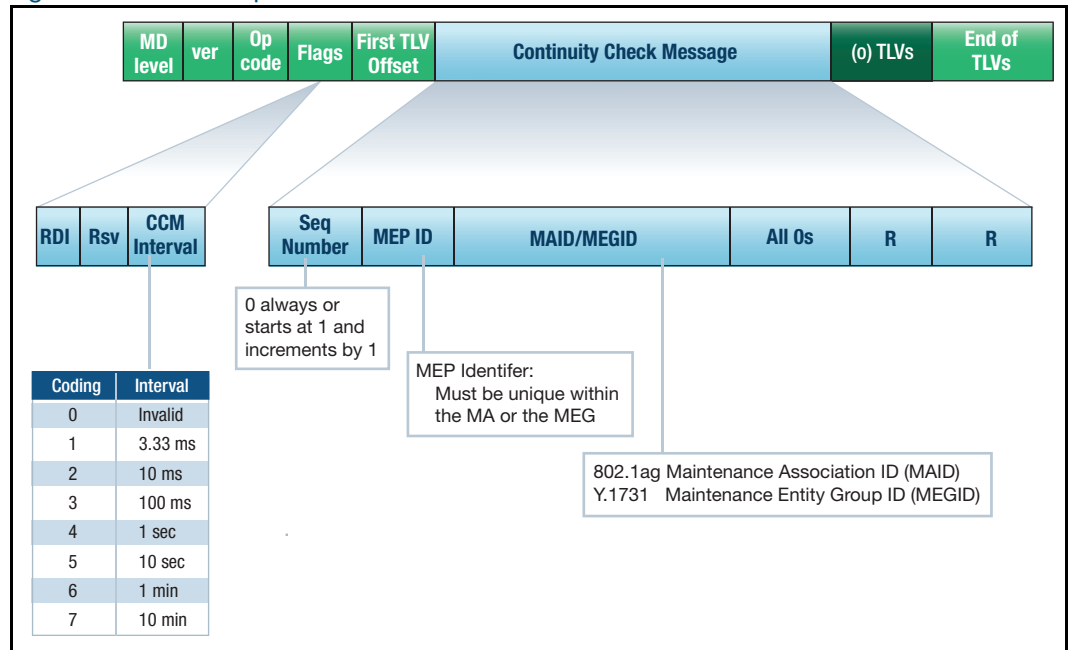 MD level
ver
Op code
Flags
First TLV Offset
Continuity Check Message
(o) TLVs
End of TLVs
RDI
Rsv
CCM Interval
Seq Number
MEP ID
MAID/MEGID
All 0s
R
R
0 always or
starts at 1 and
increments by 1
MEP Identifer:
Must be unique within
the MA or the MEG
802.1ag Maintenance Association ID (MAID)
Y.1731 Maintenance Entity Group ID (MEGID)
Coding Interval
0 Invalid
1 3.33 ms
2 10 ms
3 100 ms
4 1 sec
5 10 sec
6 1 min
7 10 min